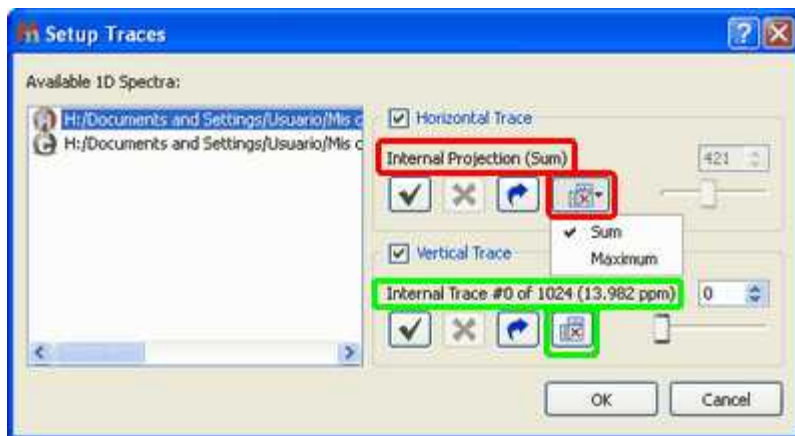 Setup Traces
Available 1D Spectra:
H:/Documents and Settings/Usuario/Mis c
H:/Documents and Settings/Usuario/Mis c
Horizontal Trace
Internal Projection (Sum)
421
Sum
Maximum
Vertical Trace
Internal Trace #0 of 1024 (13.982 ppm)
0
OK
Cancel